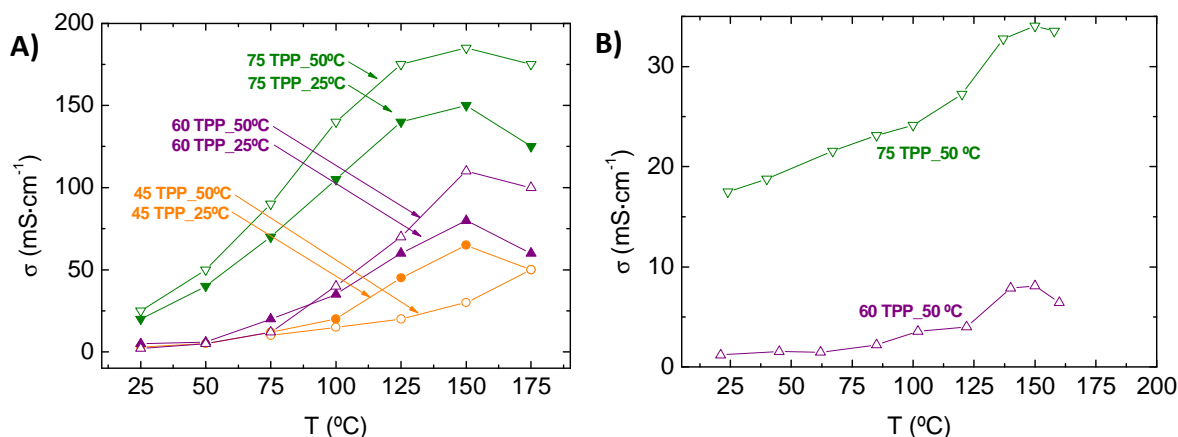 A)
200
150
100
50
0
σ (mS·cm⁻¹)
75 TPP_50ºC
75 TPP_25ºC
60 TPP_50ºC
60 TPP_25ºC
45 TPP_50ºC
45 TPP_25ºC
25 50 75 100 125 150 175
T (ºC)
B)
30
20
10
0
σ (mS·cm⁻¹)
75 TPP_50 ºC
60 TPP_50 ºC
25 50 75 100 125 150 175 200
T (ºC)